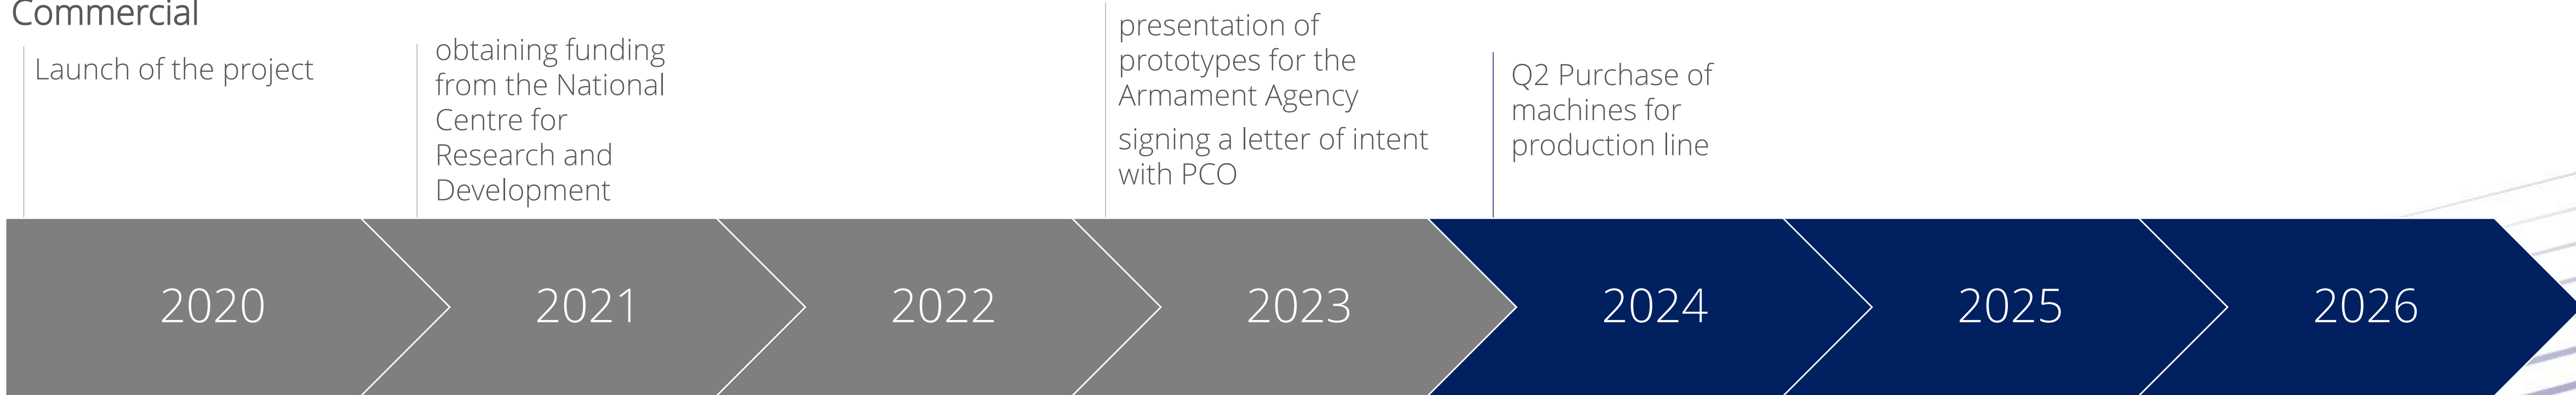 Commercial
Launch of the project
obtaining funding
from the National
Centre for
Research and
Development
presentation of
prototypes for the
Armament Agency
signing a letter of intent
with PCO
Q2 Purchase of
machines for
production line
2020
2021
2022
2023
2024
2025
2026